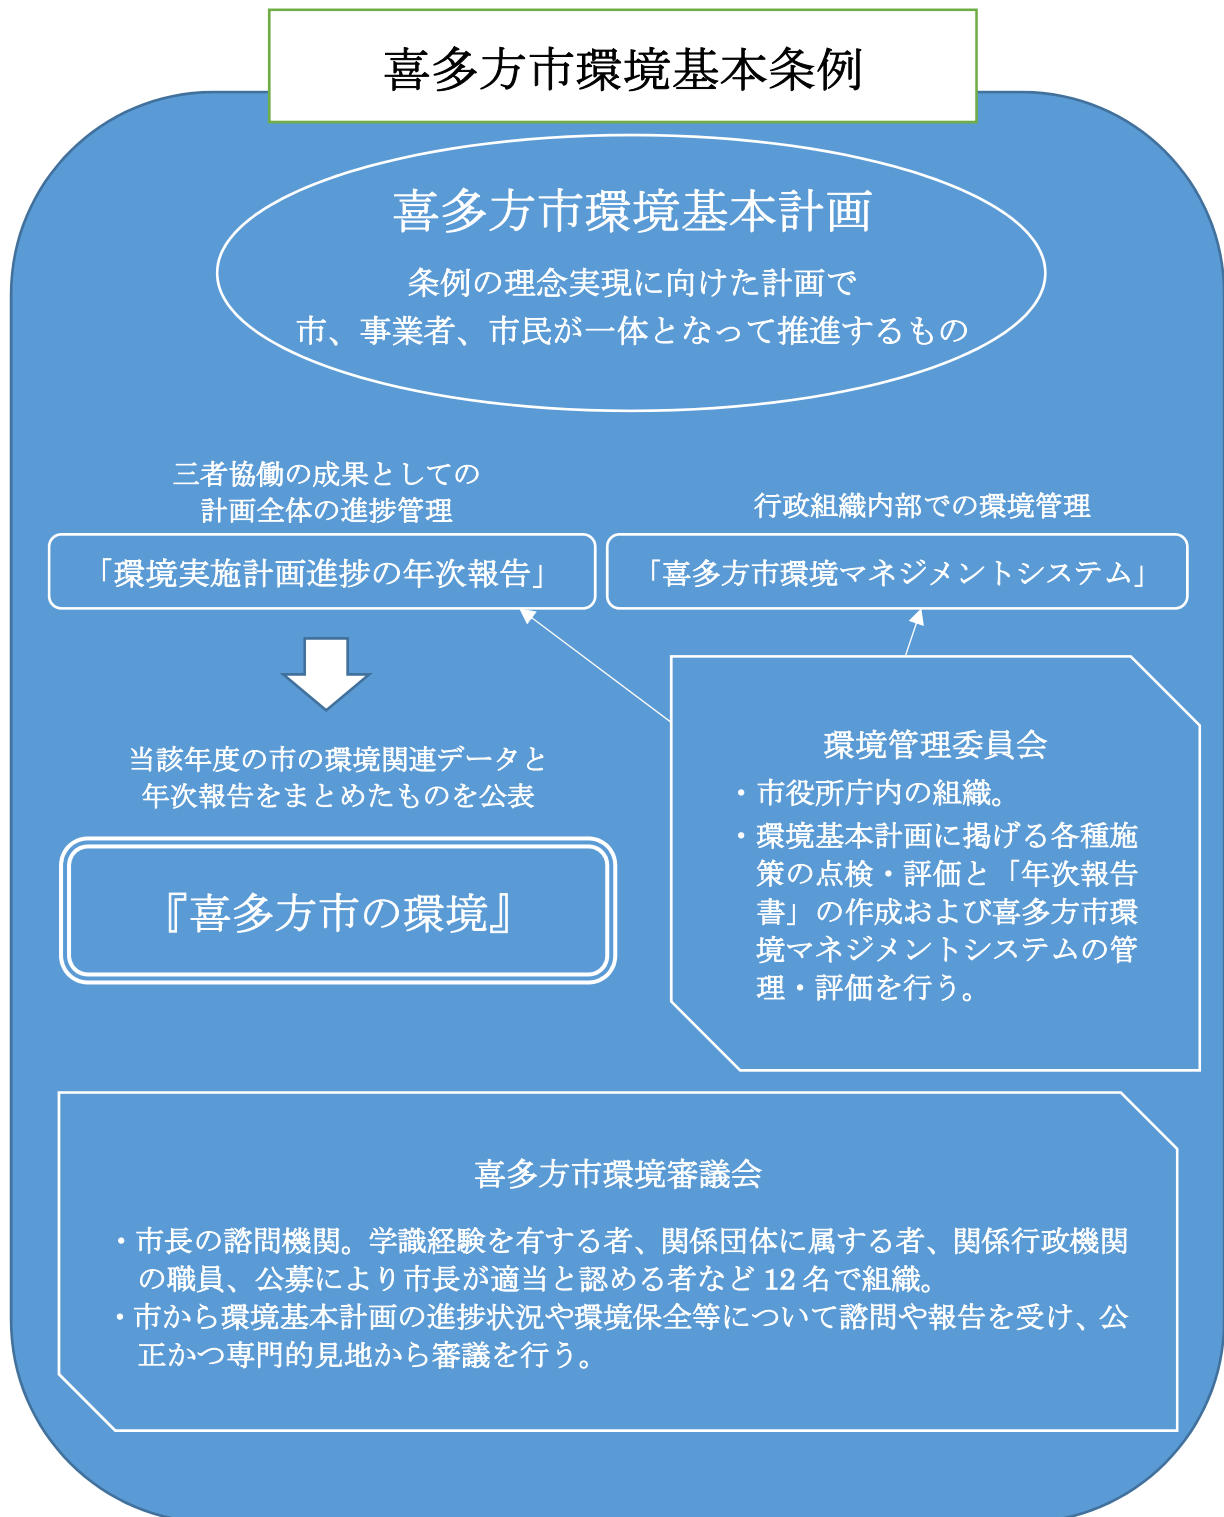 喜多方市環境基本条例
喜多方市環境基本計画
条例の理念実現に向けた計画で
市、事業者、市民が一体となって推進するもの
三者協働の成果としての
計画全体の進捗管理
「環境実施計画進捗の年次報告」
行政組織内部での環境管理
「喜多方市環境マネジメントシステム」
当該年度の市の環境関連データと
年次報告をまとめたものを公表
『喜多方市の環境』
環境管理委員会
・市役所庁内の組織。
・環境基本計画に掲げる各種施
策の点検・評価と「年次報告
書」の作成および喜多方市環
境マネジメントシステムの管
理・評価を行う。
喜多方市環境審議会
・市長の諮問機関。学識経験を有する者、関係団体に属する者、関係行政機関
の職員、公募により市長が適当と認める者など 12 名で組織。
・市から環境基本計画の進捗状況や環境保全等について諮問や報告を受け、公
正かつ専門的見地から審議を行う。